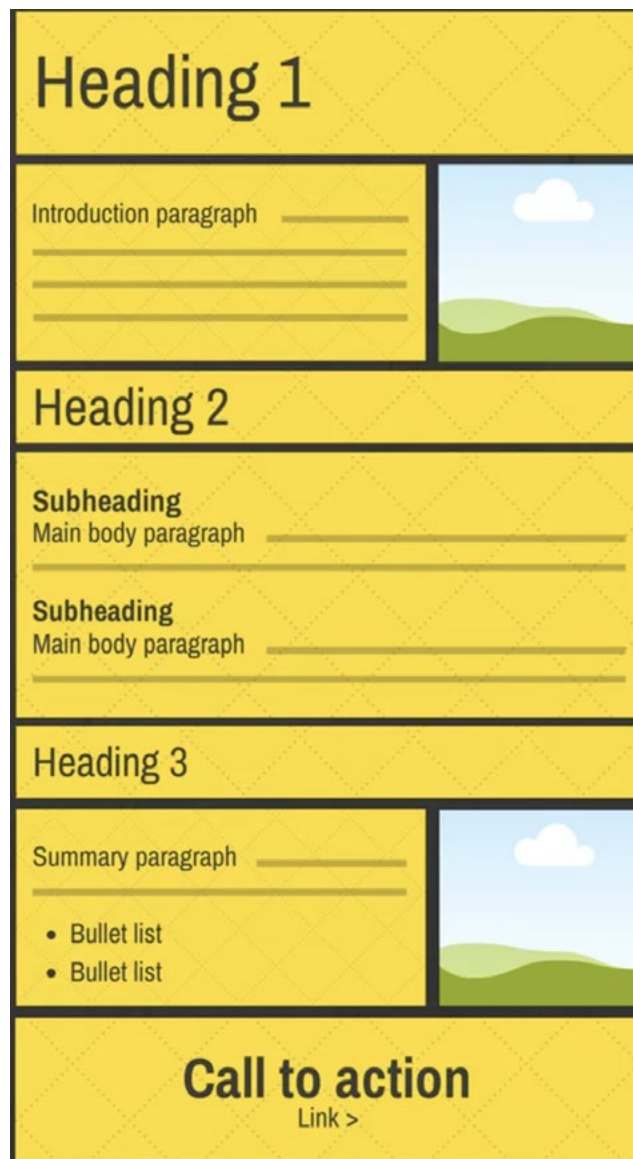 Heading 1
Introduction paragraph
Heading 2
Subheading
Main body paragraph
Subheading
Main body paragraph
Heading 3
Summary paragraph
• Bullet list
• Bullet list
Call to action
Link >